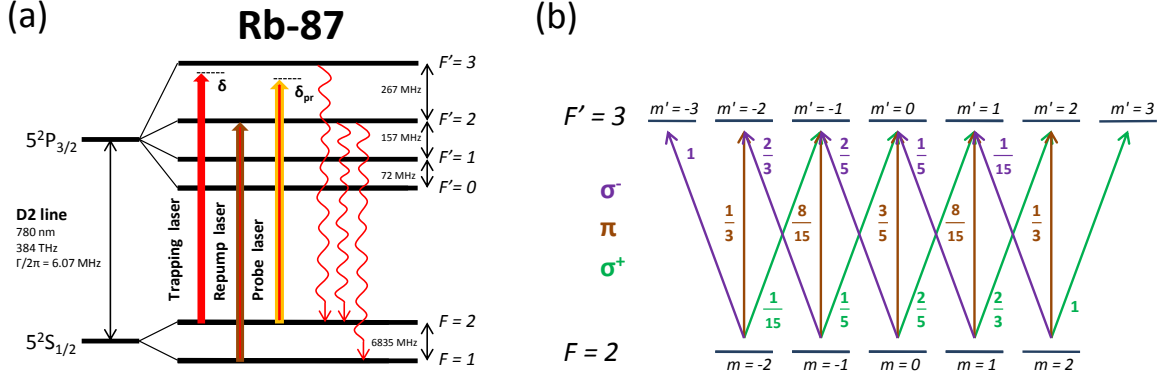 (a)
Rb-87
(b)
F'= 3
δ
δpr
267 MHz
F'= 2
5²P3/2
157 MHz
F'= 1
72 MHz
F'= 0
D2 line
780 nm
384 THz
Γ/2π = 6.07 MHz
Trapping laser
Repump laser
Probe laser
F = 2
5²S1/2
6835 MHz
F = 1
F' = 3
m' = -3
m' = -2
m' = -1
m' = 0
m' = 1
m' = 2
m' = 3
1
2/3
2/5
1/5
1/15
σ-
π
σ+
1/3
8/15
3/5
8/15
1/3
1/15
1/5
2/5
2/3
1
F = 2
m = -2
m = -1
m = 0
m = 1
m = 2